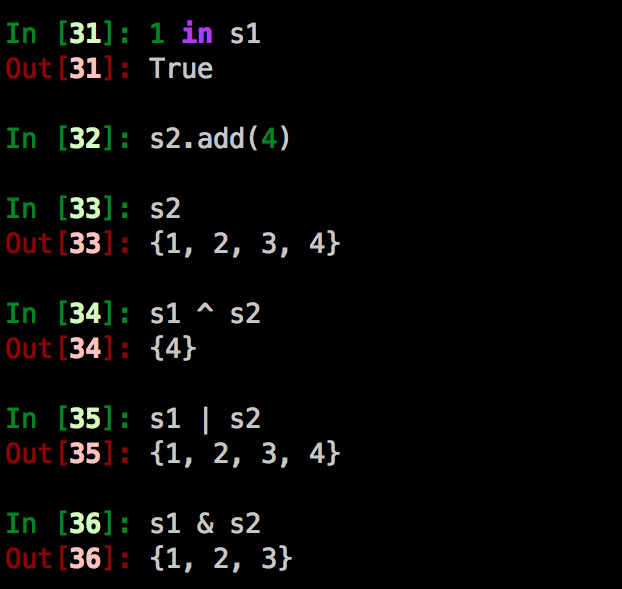 In [31]: 1 in s1
Out[31]: True
In [32]: s2.add(4)
In [33]: s2
Out[33]: {1, 2, 3, 4}
In [34]: s1 ^ s2
Out[34]: {4}
In [35]: s1 | s2
Out[35]: {1, 2, 3, 4}
In [36]: s1 & s2
Out[36]: {1, 2, 3}